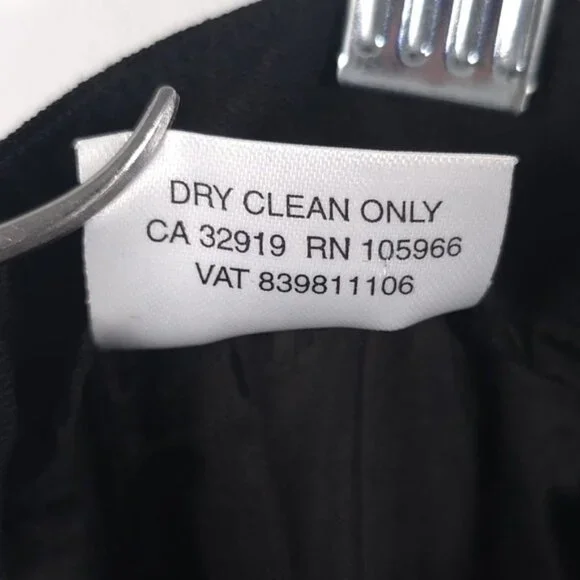 DRY CLEAN ONLY
CA 32919 RN 105966
VAT 839811106